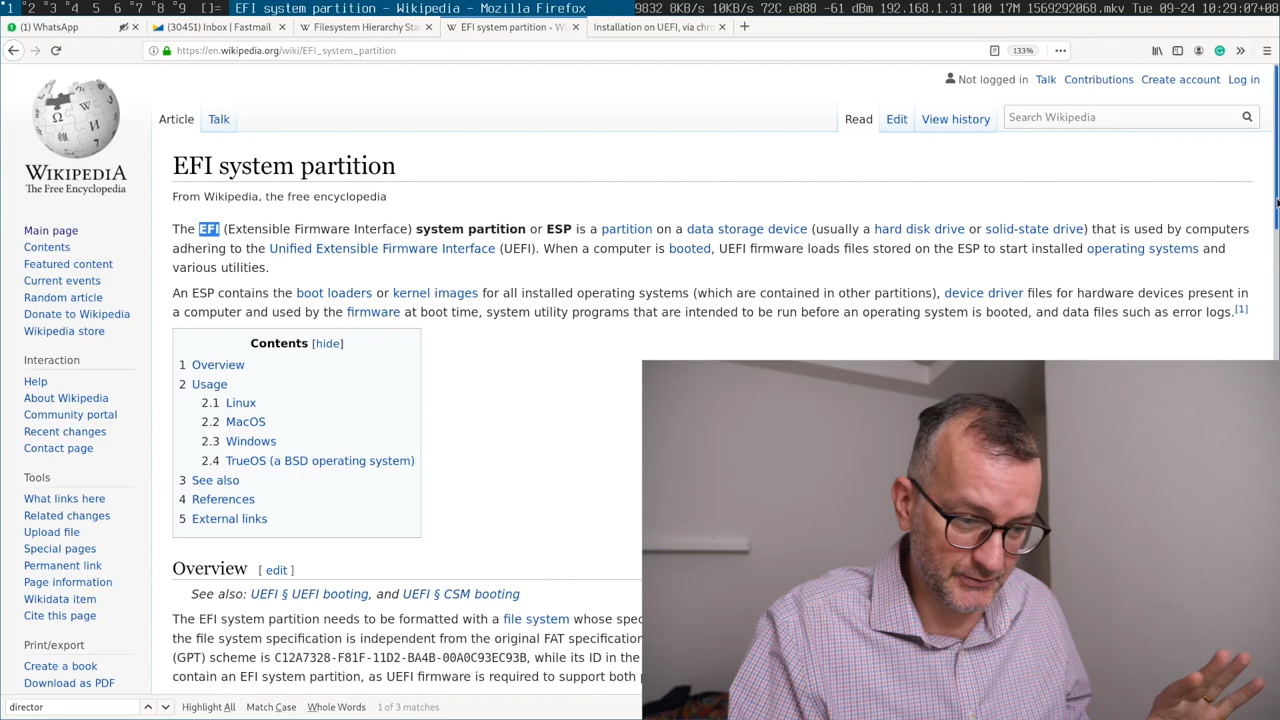 1 2 3 4 5 6 7 8 9 []= EFI system partition - Wikipedia - Mozilla Firefox 9832 8KB/s 10KB/s 72C e888 -61 dBm 192.168.1.31 100 17M 1569292068.mkv Tue 09-24 10:29:07+08
(1) WhatsApp (30451) Inbox | Fastmail Filesystem Hierarchy Sta EFI system partition - Wi Installation on UEFI, via chro
https://en.wikipedia.org/wiki/EFI_system_partition 133%
Not logged in Talk Contributions Create account Log in
Article Talk Read Edit View history Search Wikipedia
WIKIPEDIA
The Free Encyclopedia
Main page
Contents
Featured content
Current events
Random article
Donate to Wikipedia
Wikipedia store
Interaction
Help
About Wikipedia
Community portal
Recent changes
Contact page
Tools
What links here
Related changes
Upload file
Special pages
Permanent link
Page information
Wikidata item
Cite this page
Print/export
Create a book
Download as PDF
EFI system partition
From Wikipedia, the free encyclopedia
The EFI (Extensible Firmware Interface) system partition or ESP is a partition on a data storage device (usually a hard disk drive or solid-state drive) that is used by computers
adhering to the Unified Extensible Firmware Interface (UEFI). When a computer is booted, UEFI firmware loads files stored on the ESP to start installed operating systems and
various utilities.
An ESP contains the boot loaders or kernel images for all installed operating systems (which are contained in other partitions), device driver files for hardware devices present in
a computer and used by the firmware at boot time, system utility programs that are intended to be run before an operating system is booted, and data files such as error logs.[1]
Contents [hide]
1 Overview
2 Usage
2.1 Linux
2.2 MacOS
2.3 Windows
2.4 TrueOS (a BSD operating system)
3 See also
4 References
5 External links
Overview [ edit ]
See also: UEFI § UEFI booting, and UEFI § CSM booting
The EFI system partition needs to be formatted with a file system whose spec
the file system specification is independent from the original FAT specification
(GPT) scheme is C12A7328-F81F-11D2-BA4B-00A0C93EC93B, while its ID in the
contain an EFI system partition, as UEFI firmware is required to support both
director Highlight All Match Case Whole Words 1 of 3 matches